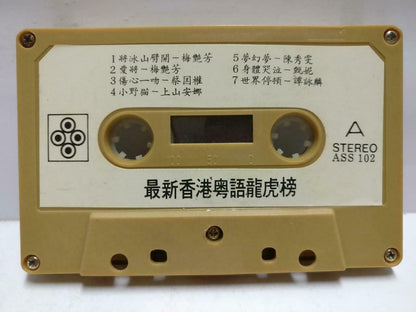 1將冰山劈開-梅艷芳
2愛將-梅艷芳
3傷心一吻-蔡国權
4小野猫-上山安娜
5夢幻夢-陳秀雯
6身體哭泣-甄妮
7世界停頓-譚詠麟
A
STEREO
ASS 102
最新香港粵語龍虎榜